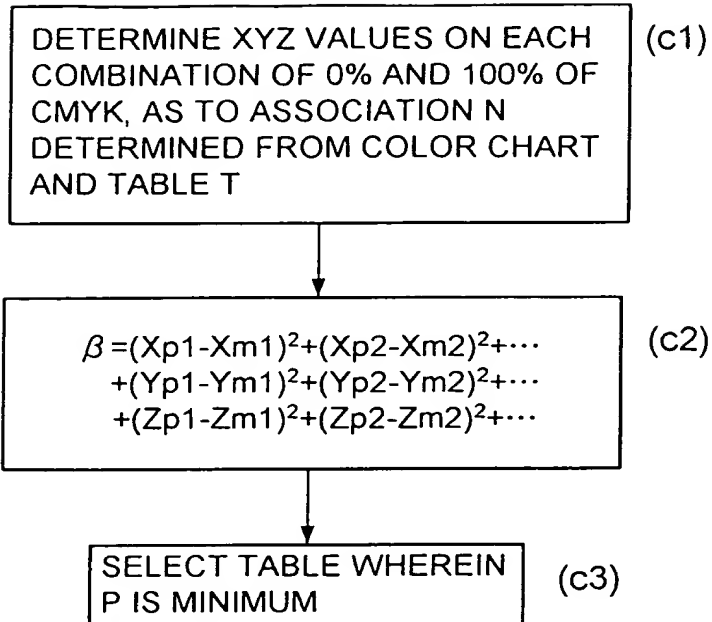 DETERMINE XYZ VALUES ON EACH
COMBINATION OF 0% AND 100% OF
CMYK, AS TO ASSOCIATION N
DETERMINED FROM COLOR CHART
AND TABLE T
(c1)
β=(Xp1-Xm1)²+(Xp2-Xm2)²+···
+(Yp1-Ym1)²+(Yp2-Ym2)²+···
+(Zp1-Zm1)²+(Zp2-Zm2)²+···
(c2)
SELECT TABLE WHEREIN
P IS MINIMUM
(c3)